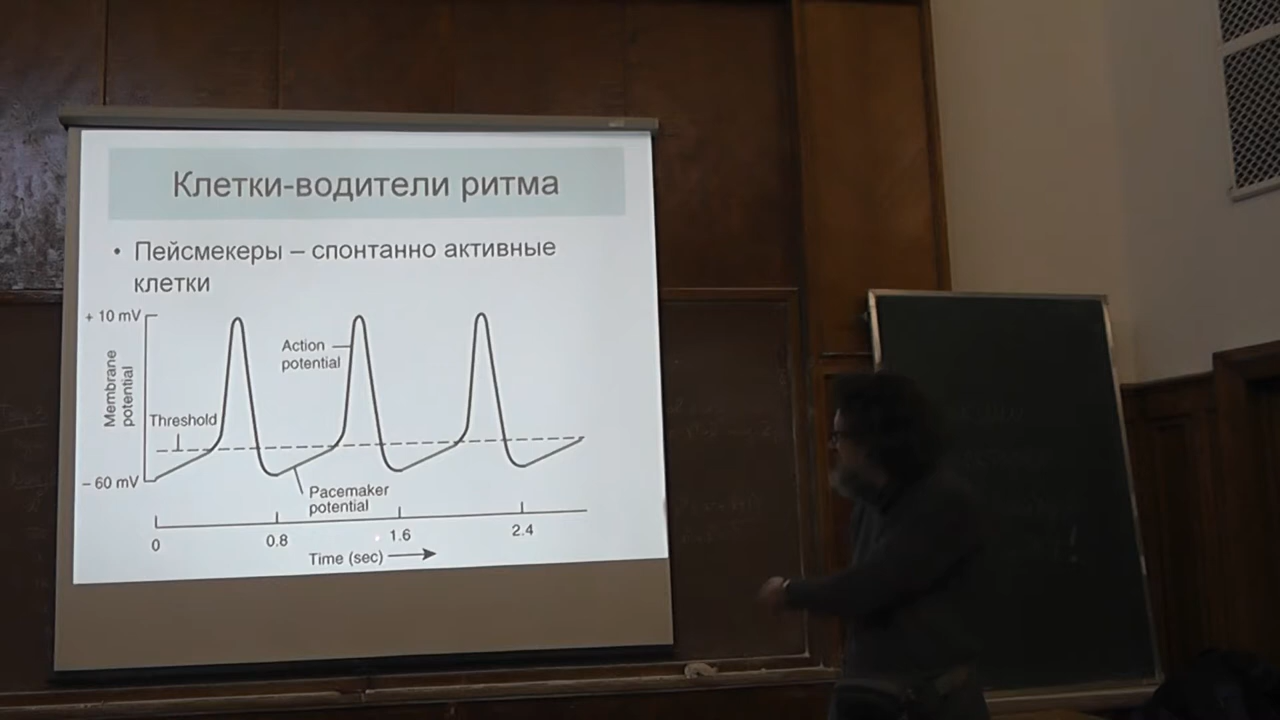 Клетки-водители ритма
• Пейсмекеры – спонтанно активные
клетки
+ 10 mV
Membrane
potential
Action
potential
Threshold
– 60 mV
Pacemaker
potential
0
0.8
1.6
2.4
Time (sec)